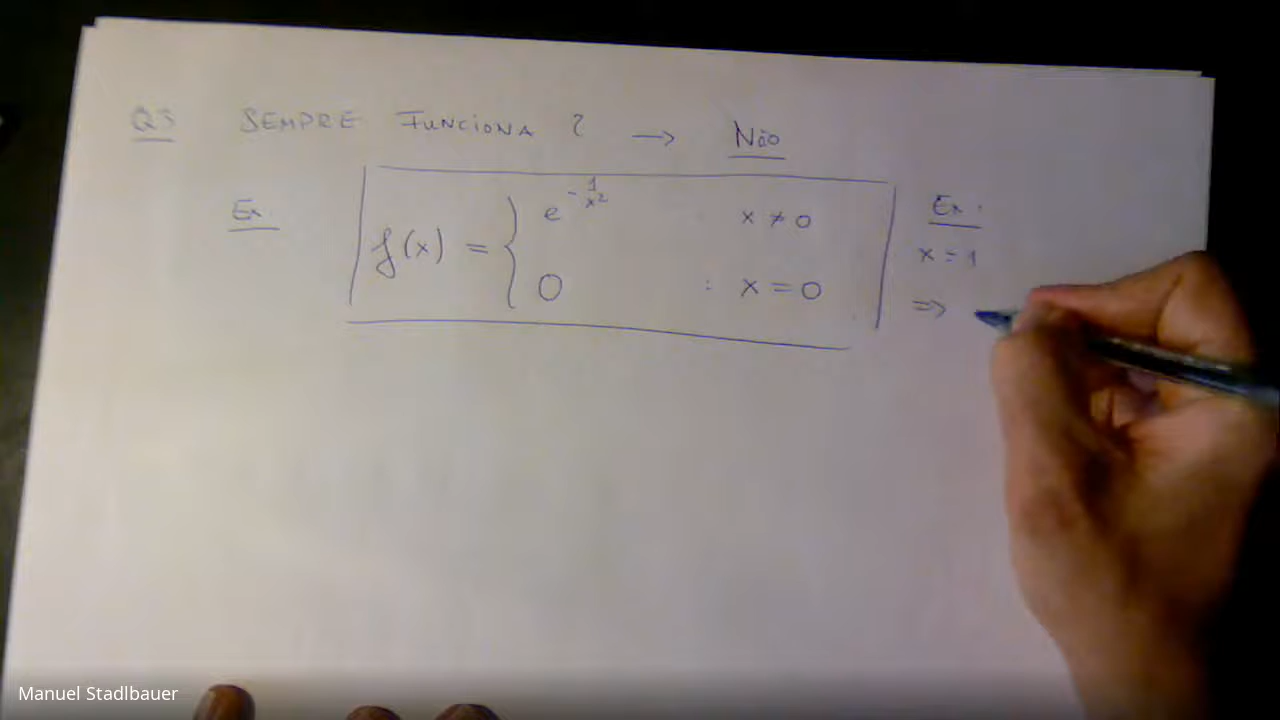 Q3 SEMPRE FUNCIONA ? → Não
Ex. f(x) = { e^{-1/x²} : x ≠ 0
0 : x = 0
Ex:
x = 1
⇒
Manuel Stadlbauer